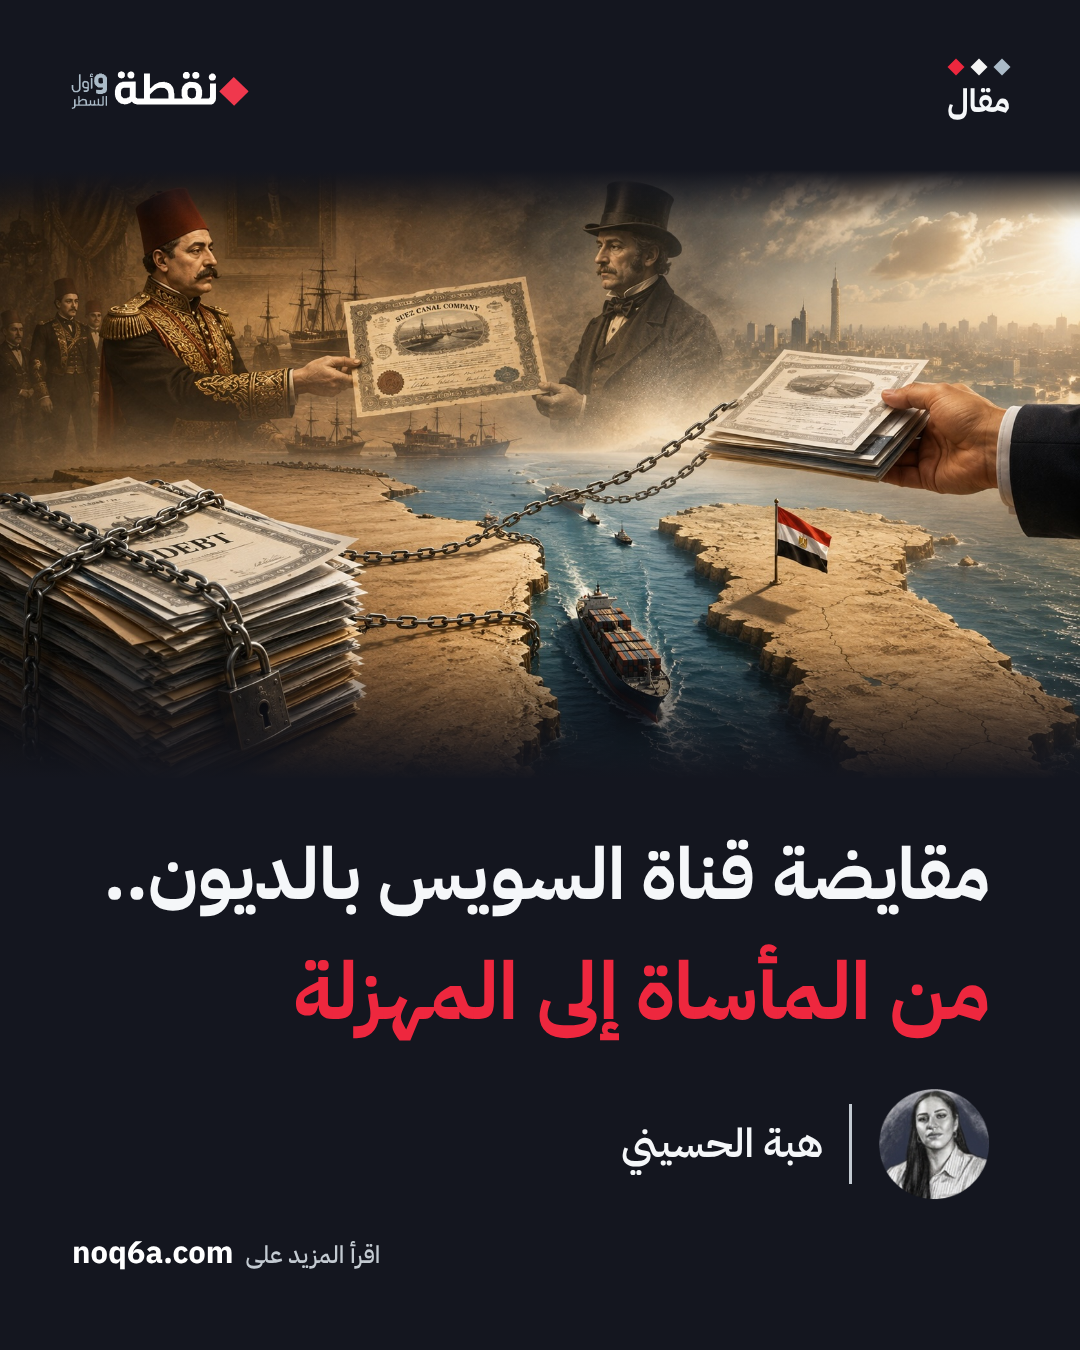 مقال
نقطة
وأول
السطر
SUEZ CANAL COMPANY
DEBT
مقايضة قناة السويس بالديون..
من المأساة إلى المهزلة
هبة الحسيني
اقرأ المزيد على noq6a.com